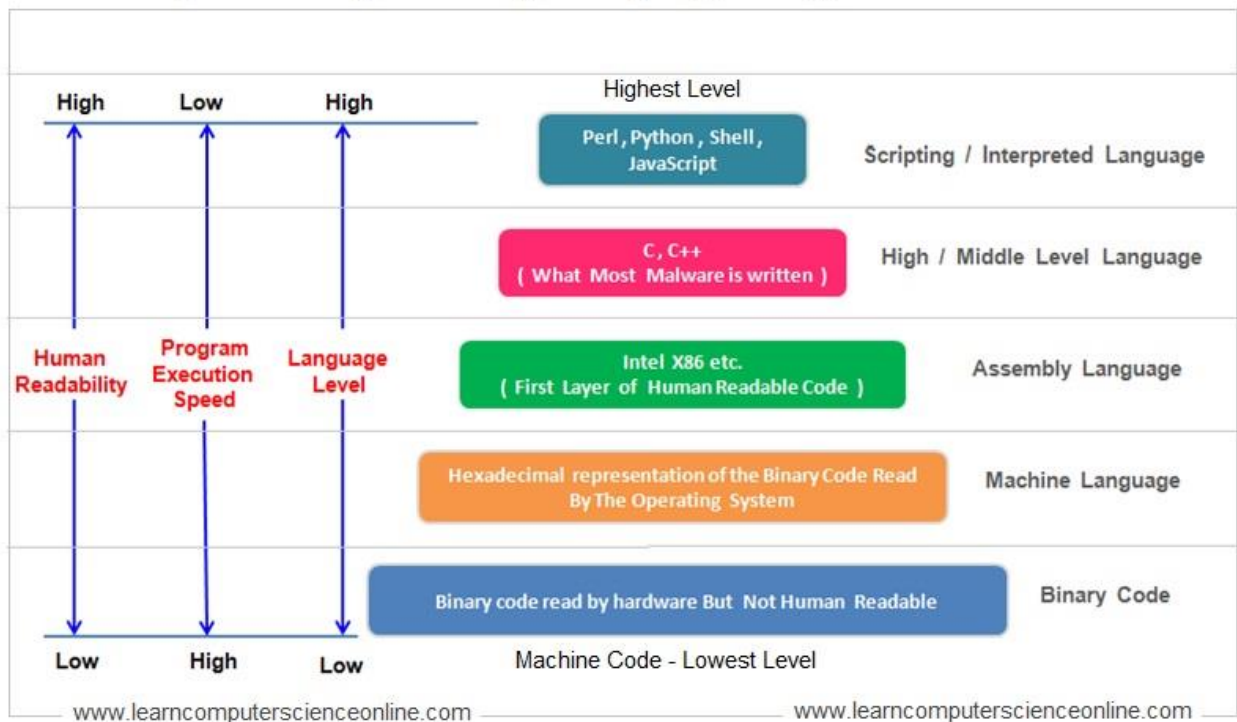 High Low High
Highest Level
Perl , Python , Shell ,
JavaScript
Scripting / Interpreted Language
C , C++
( What Most Malware is written )
High / Middle Level Language
Human
Readability
Program
Execution
Speed
Language
Level
Intel X86 etc.
( First Layer of Human Readable Code )
Assembly Language
Hexadecimal representation of the Binary Code Read
By The Operating System
Machine Language
Binary code read by hardware But Not Human Readable
Binary Code
Low High Low
Machine Code - Lowest Level
www.learncomputerscienceonline.com
www.learncomputerscienceonline.com